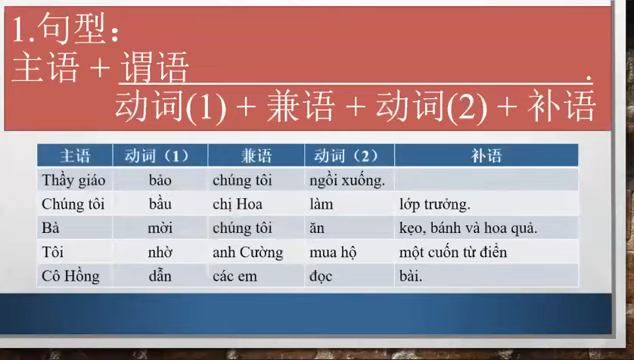 1.句型：
主语 + 谓语 .
动词(1) + 兼语 + 动词(2) + 补语
主语 动词（1） 兼语 动词（2） 补语
Thầy giáo bảo chúng tôi ngồi xuống.
Chúng tôi bầu chị Hoa làm lớp trưởng.
Bà mời chúng tôi ăn kẹo, bánh và hoa quả.
Tôi nhờ anh Cường mua hộ một cuốn từ điển
Cô Hồng dẫn các em đọc bài.